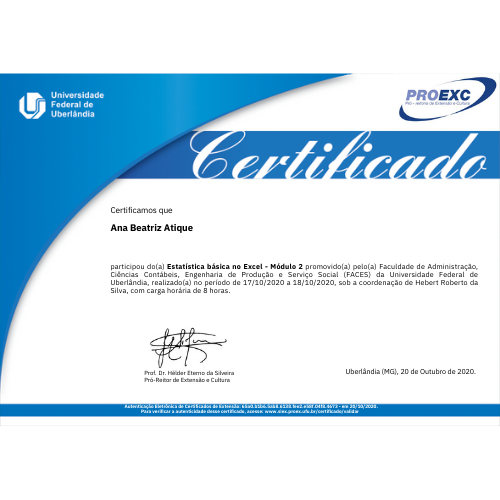 Universidade
Federal de
Uberlândia
PROEXC
Pró - reitoria de Extensão e Cultura
Certificado
Certificamos que
Ana Beatriz Atique
participou do(a) Estatística básica no Excel - Módulo 2 promovido(a) pelo(a) Faculdade de Administração,
Ciências Contábeis, Engenharia de Produção e Serviço Social (FACES) da Universidade Federal de
Uberlândia, realizado(a) no período de 17/10/2020 a 18/10/2020, sob a coordenação de Hebert Roberto da
Silva, com carga horária de 8 horas.
Prof. Dr. Hélder Eterno da Silveira
Pró-Reitor de Extensão e Cultura
Uberlândia (MG), 20 de Outubro de 2020.
Autenticação Eletrônica de Certificados de Extensão: - em 20/10/2020.
Para verificar a autenticidade desse certificado, acesse: www.siex.proex.ufu.br/certificado/validar